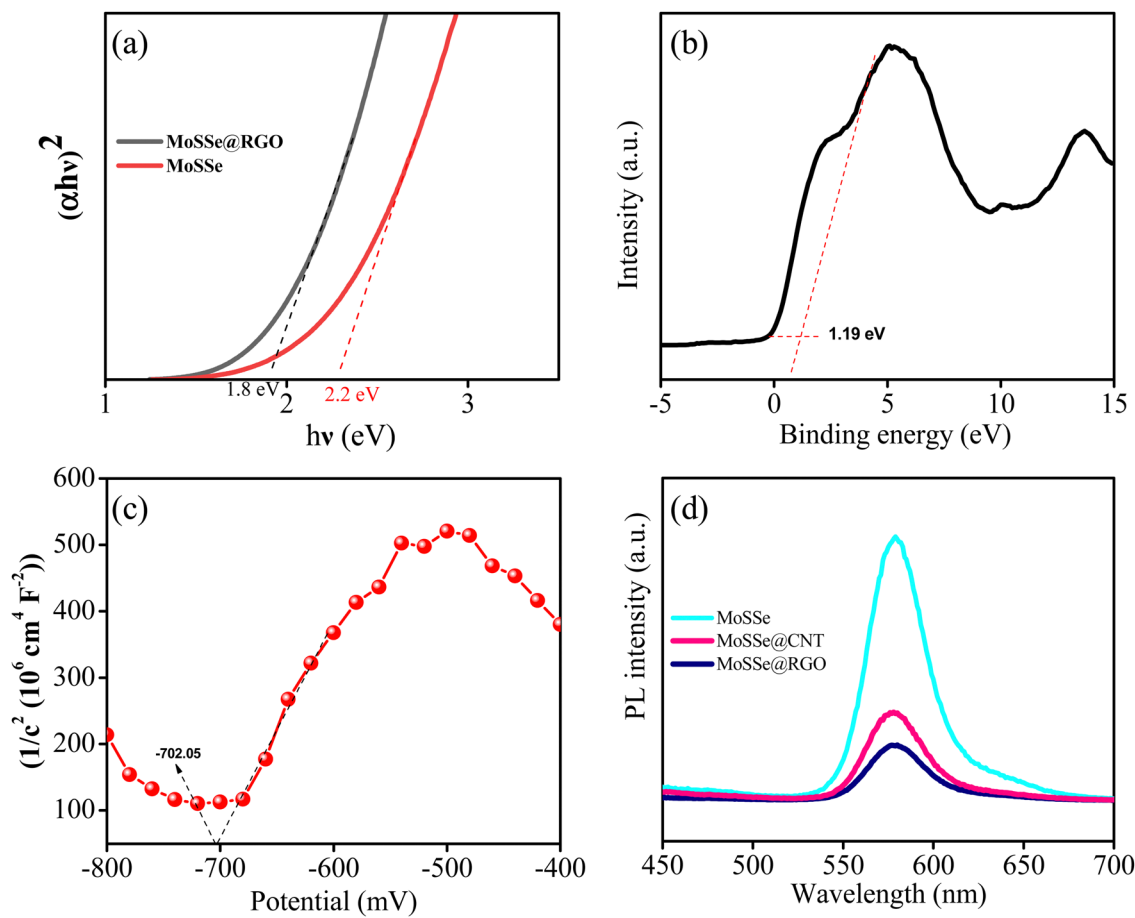 (a)
MoSSe@RGO
MoSSe
(αhν)²
1.8 eV
2.2 eV
1
2
3
hν (eV)
(b)
Intensity (a.u.)
1.19 eV
-5
0
5
10
15
Binding energy (eV)
(c)
600
500
400
300
200
100
(1/c² (10⁶ cm⁴ F⁻²))
-702.05
-800
-700
-600
-500
-400
Potential (mV)
(d)
PL intensity (a.u.)
MoSSe
MoSSe@CNT
MoSSe@RGO
450
500
550
600
650
700
Wavelength (nm)